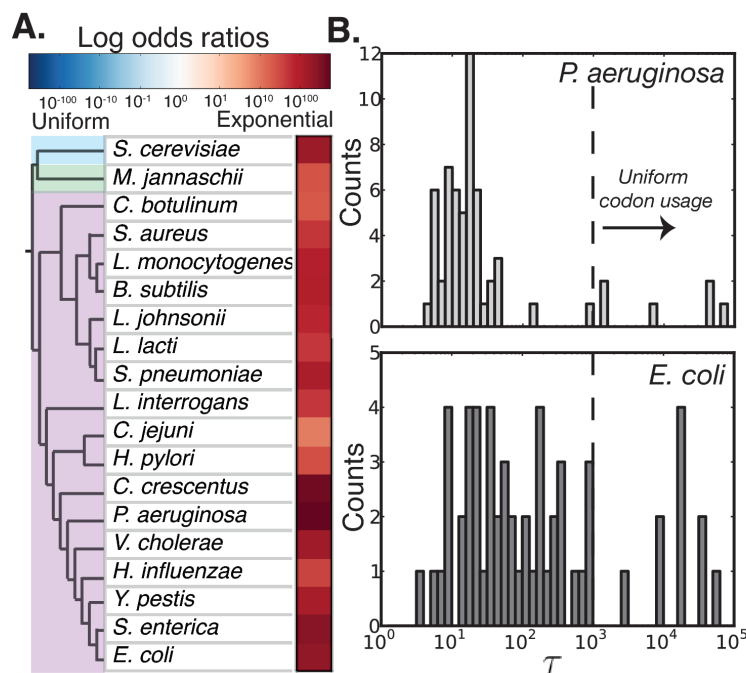 A.
Log odds ratios
10^-100 10^-10 10^-1 10^0 10^1 10^10 10^100
Uniform Exponential
S. cerevisiae
M. jannaschii
C. botulinum
S. aureus
L. monocytogenes
B. subtilis
L. johnsonii
L. lacti
S. pneumoniae
L. interrogans
C. jejuni
H. pylori
C. crescentus
P. aeruginosa
V. cholerae
H. influenzae
Y. pestis
S. enterica
E. coli
B.
P. aeruginosa
Uniform
codon usage
Counts
12
10
8
6
4
2
0
E. coli
Counts
5
4
3
2
1
0
10^0 10^1 10^2 10^3 10^4 10^5
τ